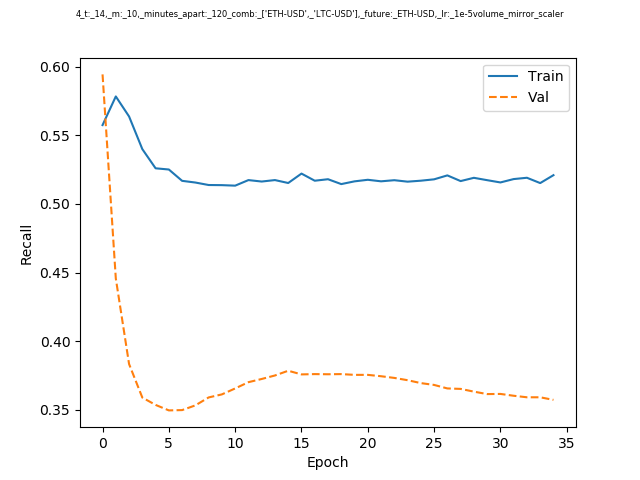 4_t:_14,_m:_10,_minutes_apart:_120_comb:_['ETH-USD',_'LTC-USD'],_future:_ETH-USD,_lr:_1e-5volume_mirror_scaler
Train
Val
0.60
0.55
0.50
0.45
0.40
0.35
Recall
0 5 10 15 20 25 30 35
Epoch